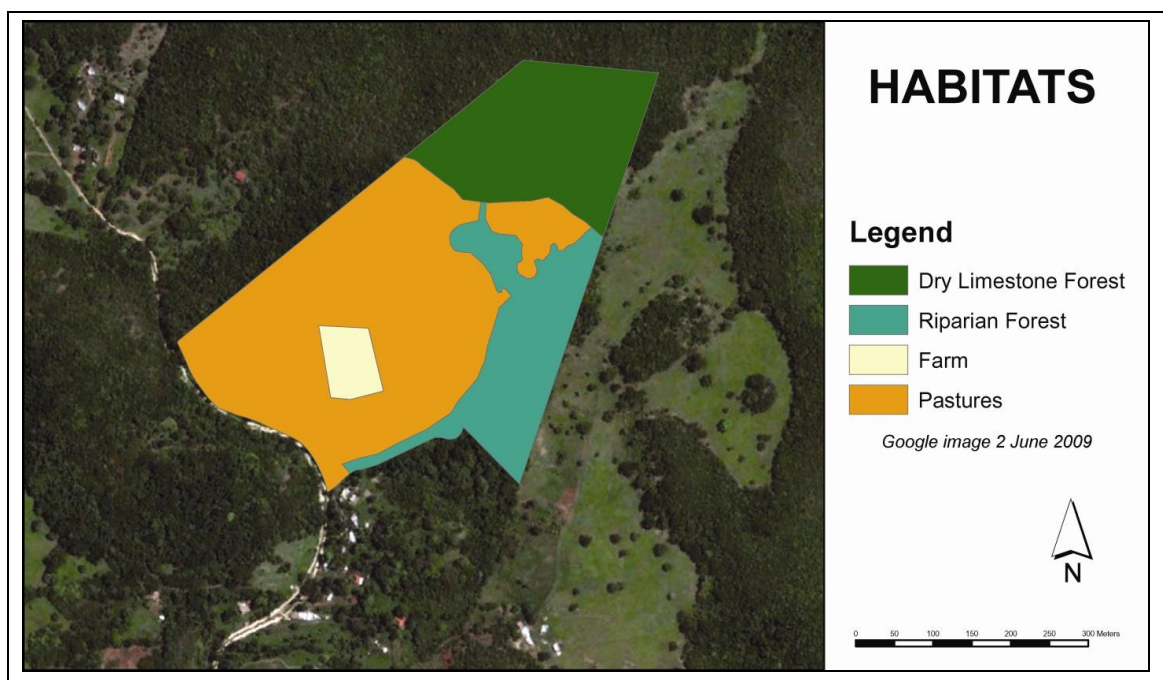 HABITATS
Legend
Dry Limestone Forest
Riparian Forest
Farm
Pastures
Google image 2 June 2009
N
0 50 100 150 200 250 300 Meters